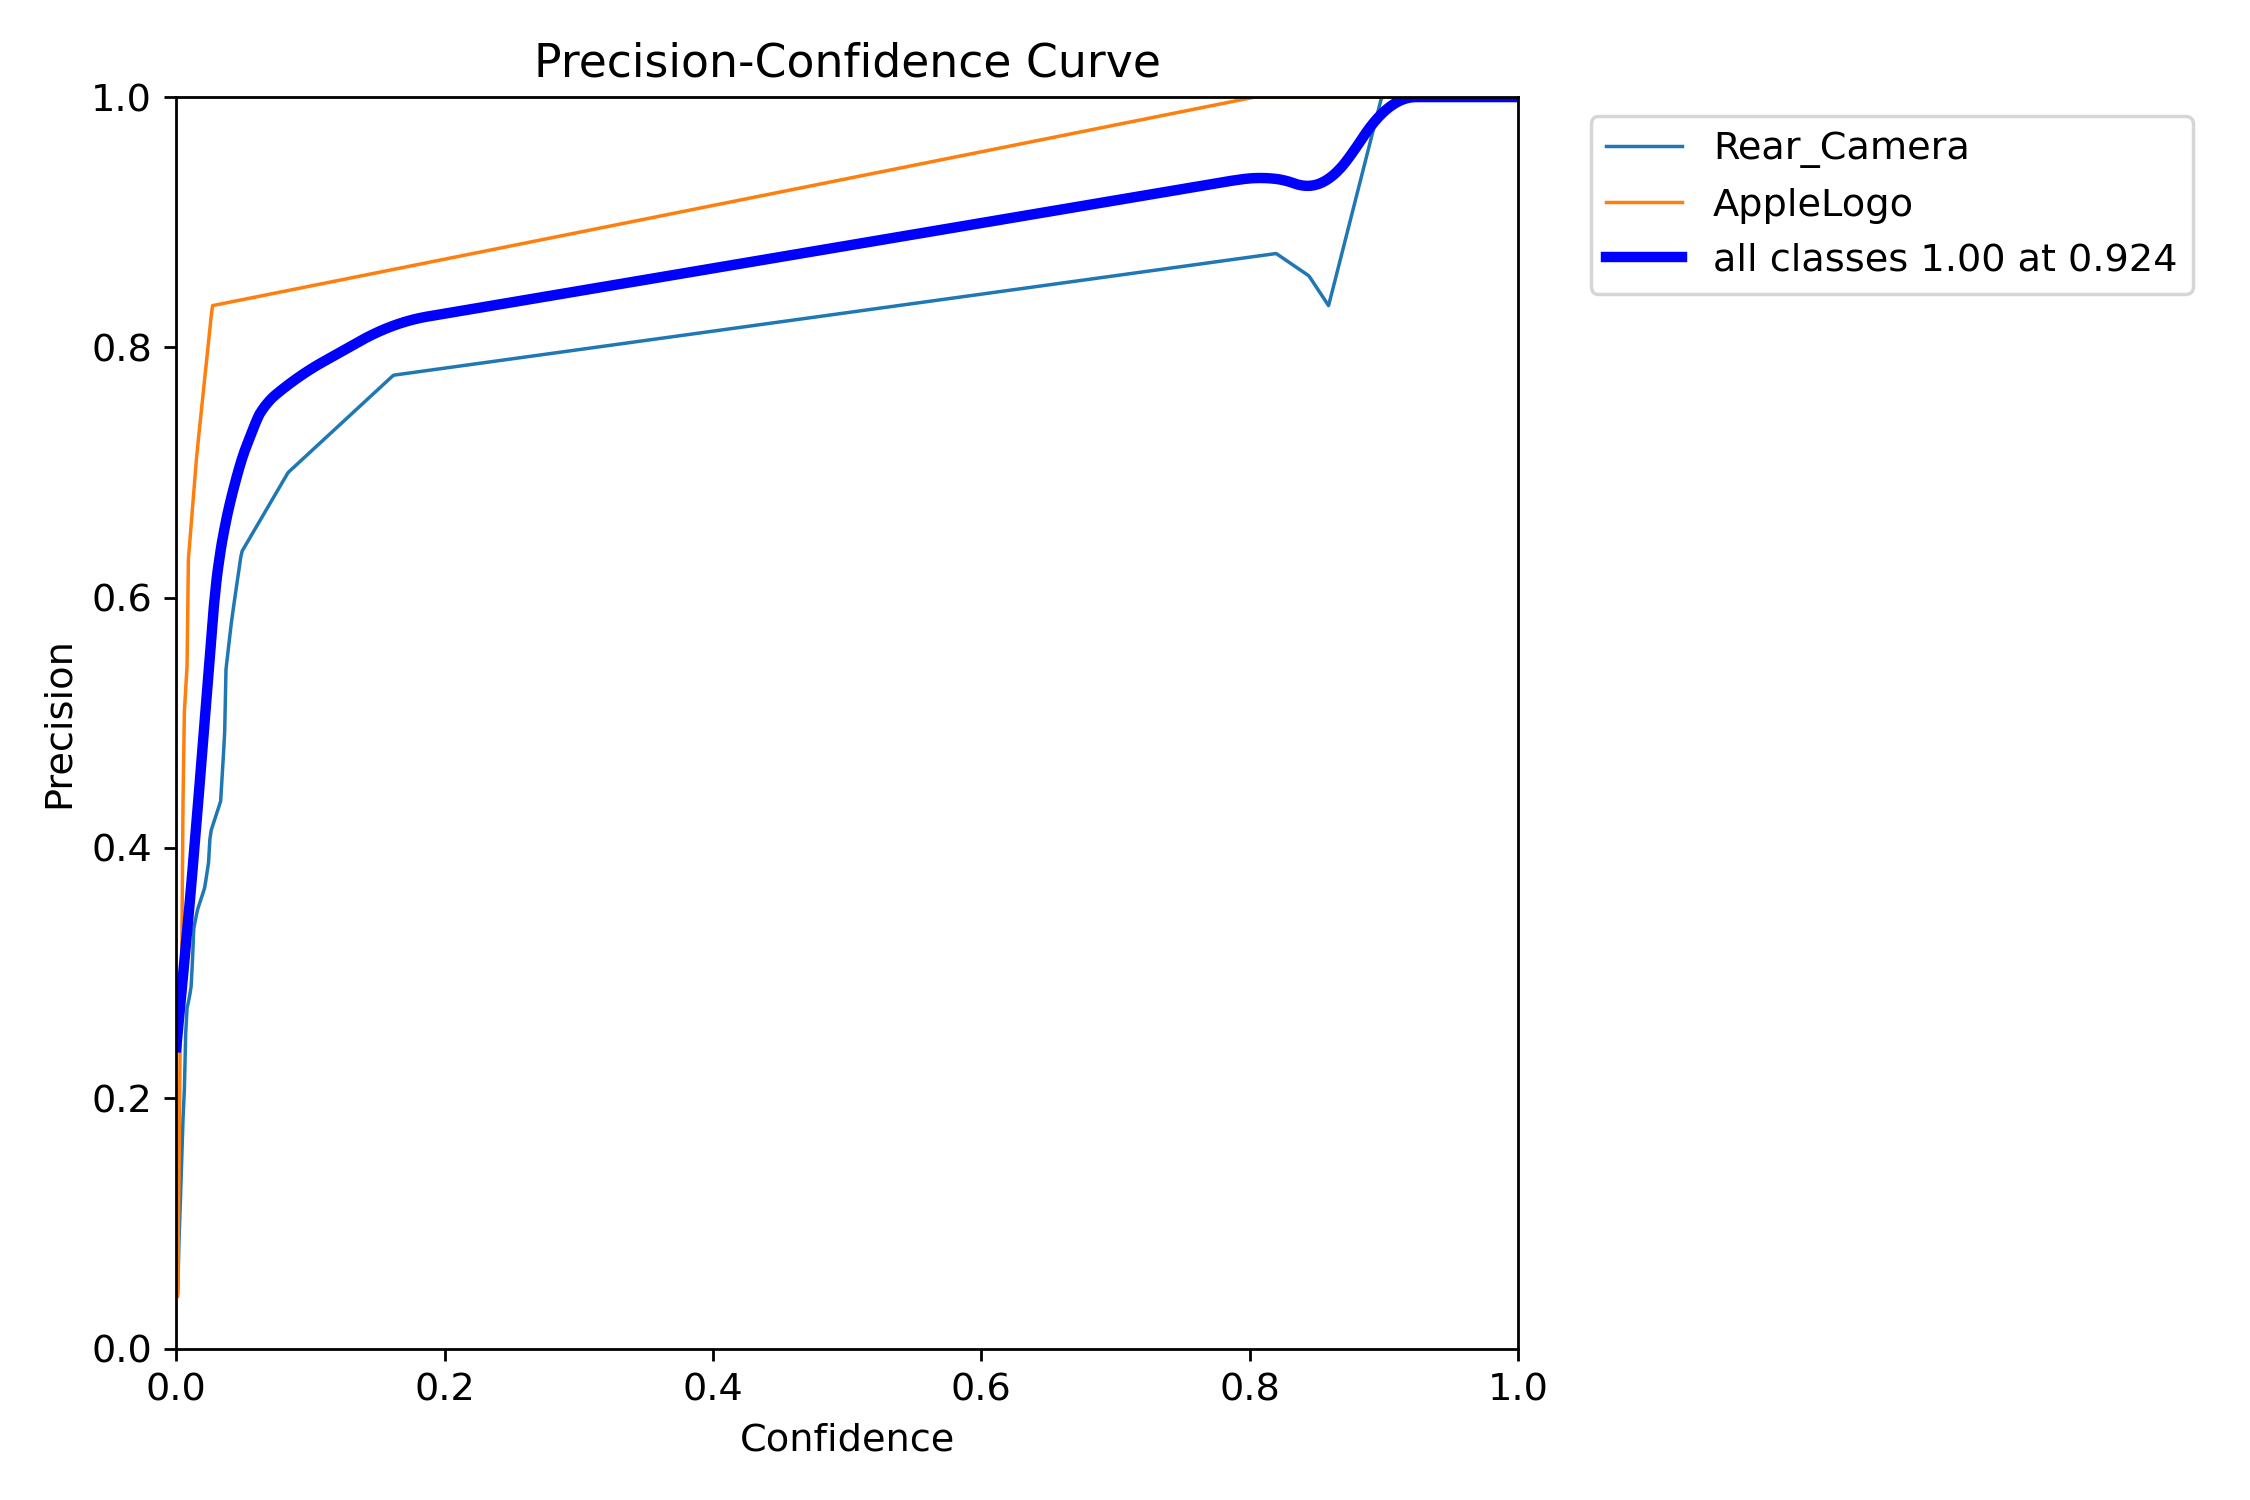 Precision-Confidence Curve
1.0
0.8
0.6
0.4
0.2
0.0
Precision
0.0 0.2 0.4 0.6 0.8 1.0
Confidence
Rear_Camera
AppleLogo
all classes 1.00 at 0.924